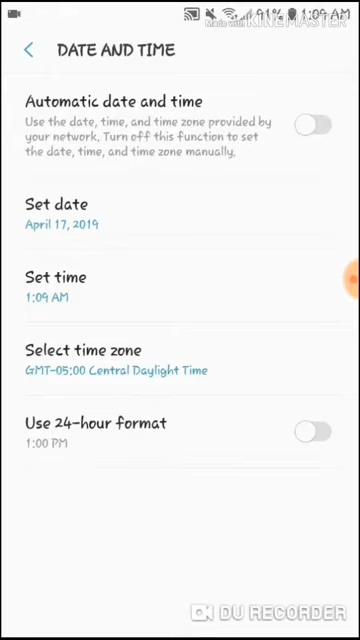 91% 1:09 AM
Made with KINEMASTER
DATE AND TIME
Automatic date and time
Use the date, time, and time zone provided by
your network. Turn off this function to set
the date, time, and time zone manually.
Set date
April 17, 2019
Set time
1:09 AM
Select time zone
GMT-05:00 Central Daylight Time
Use 24-hour format
1:00 PM
DU RECORDER